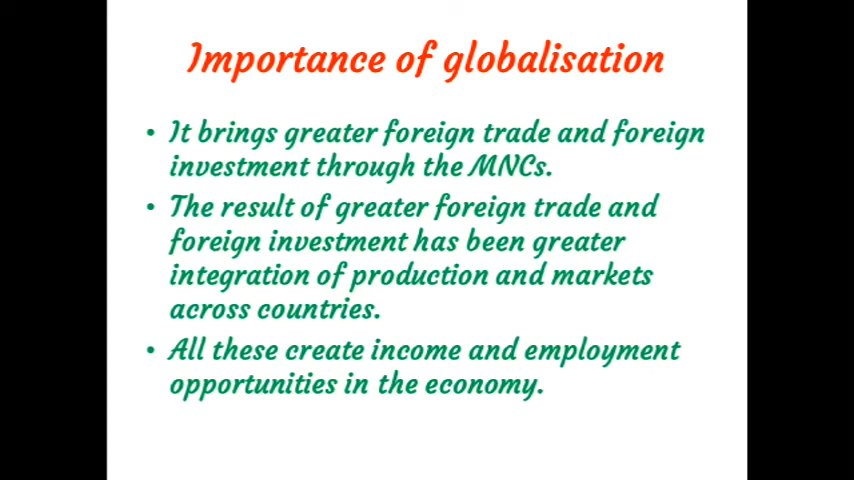 Importance of globalisation
• It brings greater foreign trade and foreign
investment through the MNCs.
• The result of greater foreign trade and
foreign investment has been greater
integration of production and markets
across countries.
• All these create income and employment
opportunities in the economy.